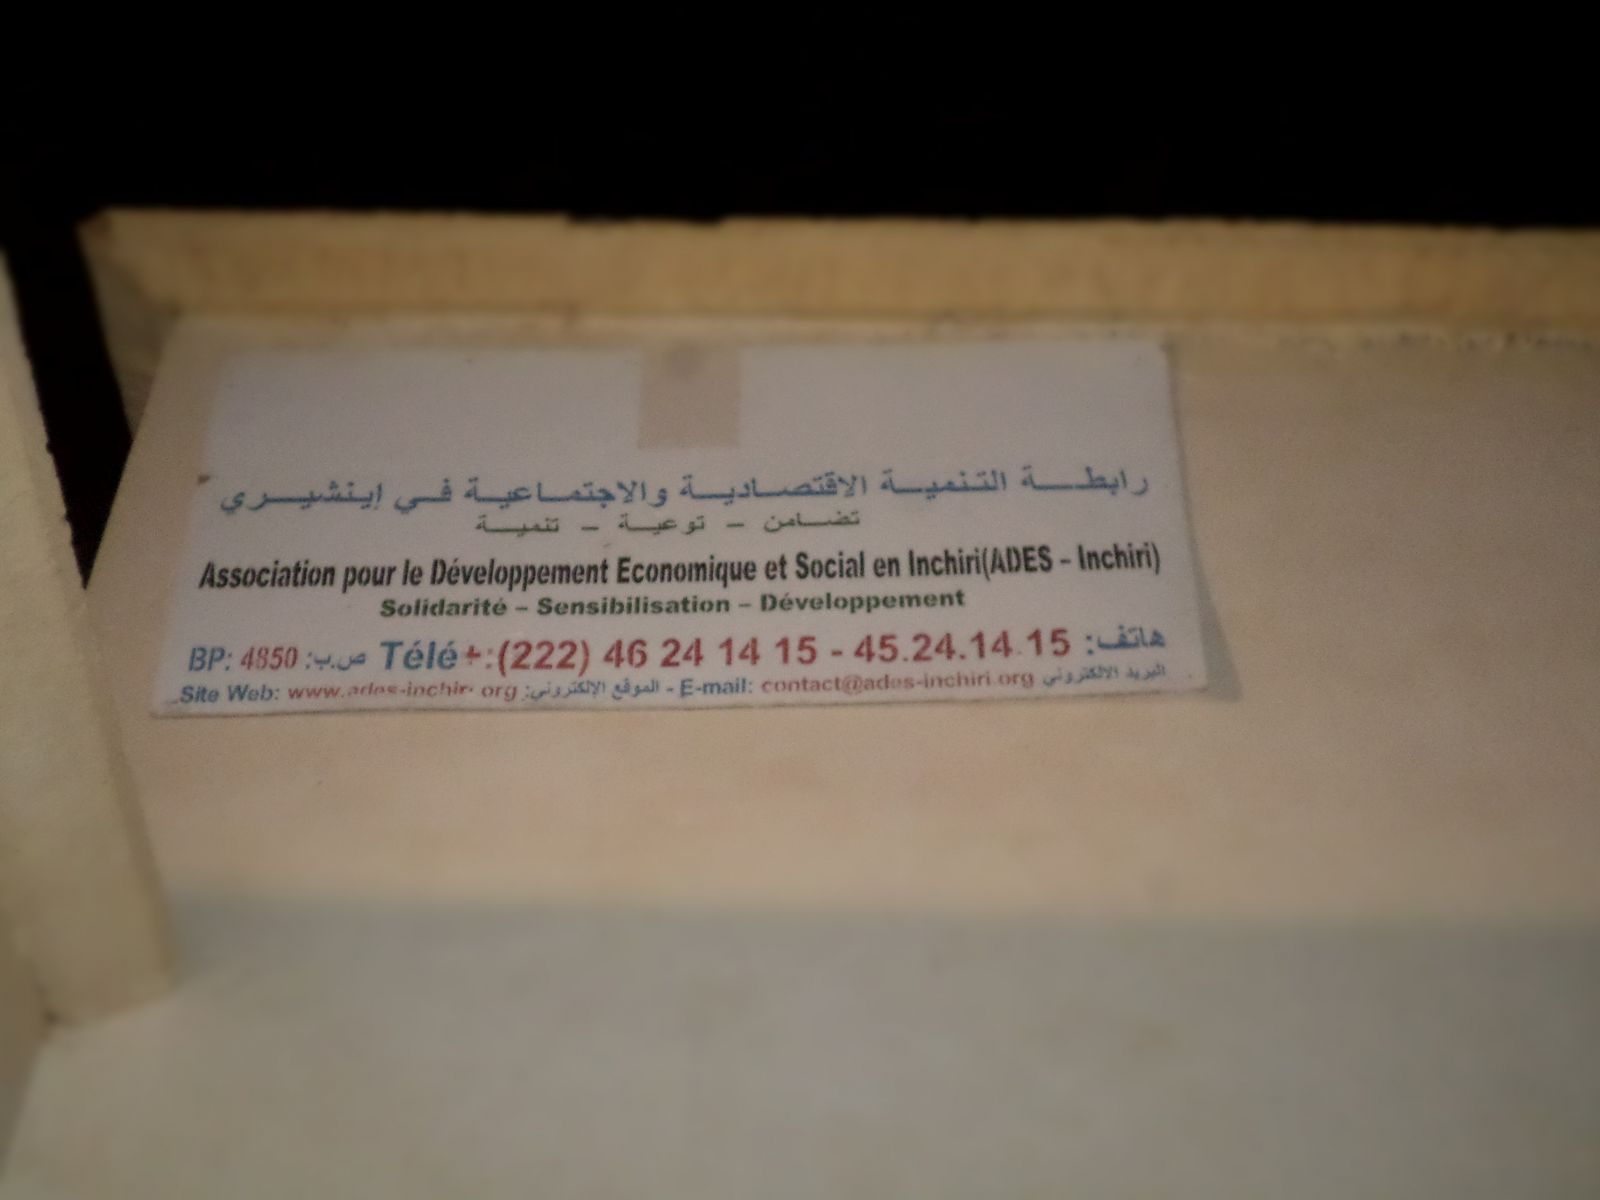 رابطة التنمية الاقتصادية والاجتماعية في إينشيري
تضامن – توعية – تنمية
Association pour le Développement Economique et Social en Inchiri(ADES – Inchiri)
Solidarité – Sensibilisation – Développement
BP: 4850 :ص.ب Télé+:(222) 46 24 14 15 - 45.24.14.15 :هاتف
Site Web: www.ades-inchiri.org :الموقع الإلكتروني - E-mail: contact@ades-inchiri.org البريد الالكتروني